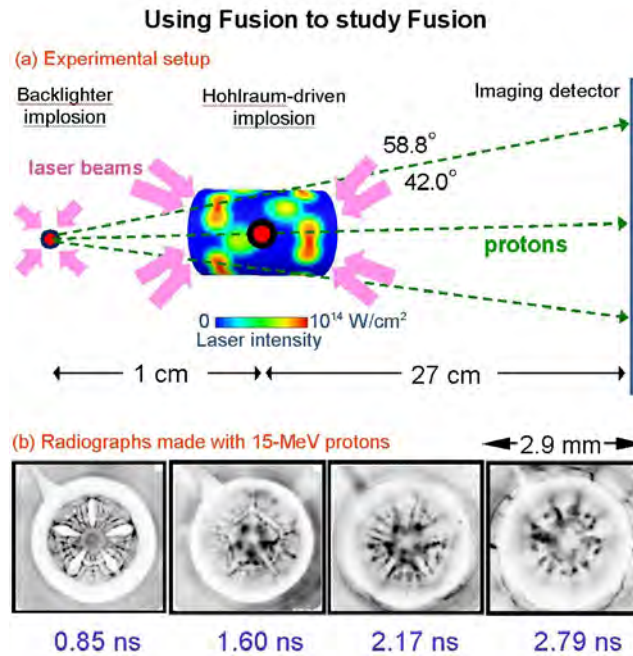 Using Fusion to study Fusion
(a) Experimental setup
Backlighter
implosion
Hohlraum-driven
implosion
Imaging detector
laser beams
58.8°
42.0°
protons
0
10¹⁴ W/cm²
Laser intensity
1 cm
27 cm
(b) Radiographs made with 15-MeV protons
2.9 mm
0.85 ns
1.60 ns
2.17 ns
2.79 ns